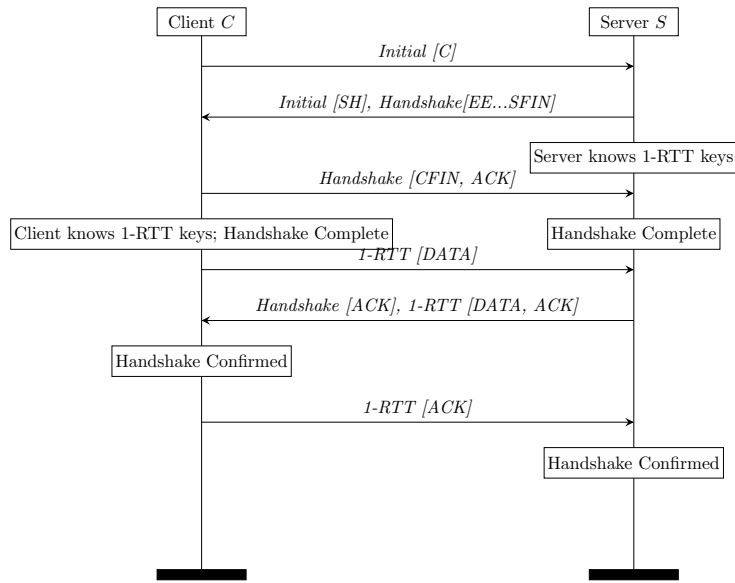 Client C
Server S
Initial [C]
Initial [SH], Handshake[EE...SFIN]
Server knows 1-RTT keys
Handshake [CFIN, ACK]
Client knows 1-RTT keys; Handshake Complete
Handshake Complete
1-RTT [DATA]
Handshake [ACK], 1-RTT [DATA, ACK]
Handshake Confirmed
1-RTT [ACK]
Handshake Confirmed